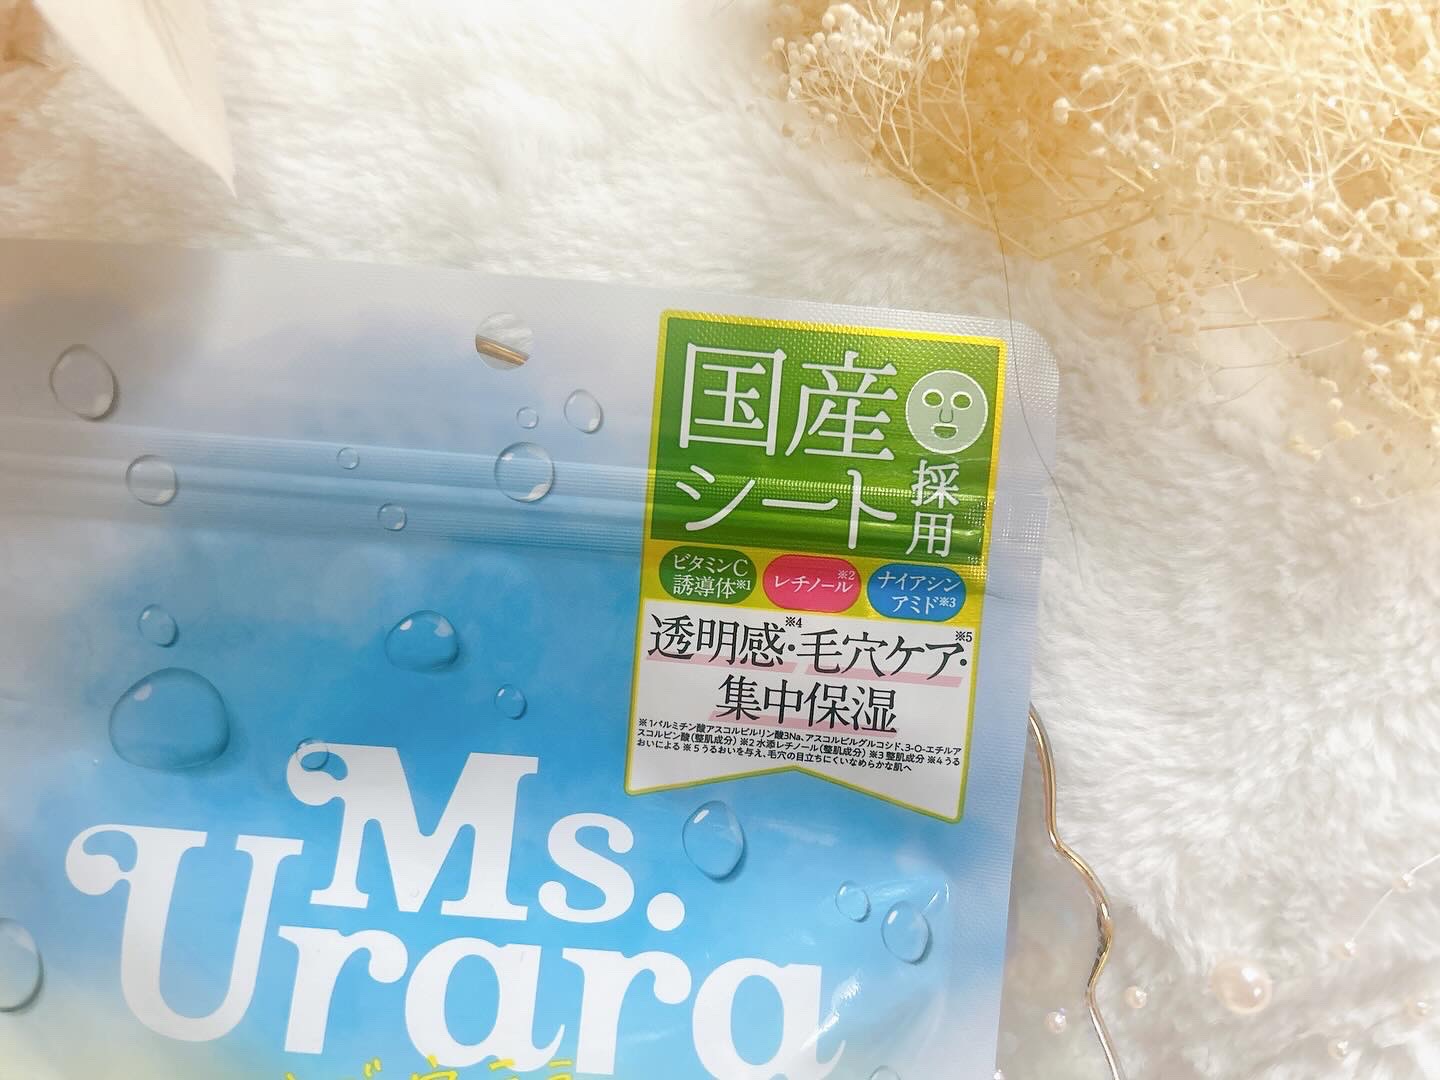 国産
シート採用
ビタミンC
誘導体※1
レチノール※2
ナイアシン
アミド※3
透明感※4・毛穴ケア※5・
集中保湿
※1パルミチン酸アスコルビルリン酸3Na、アスコルビルグルコシド、3-O-エチルア
スコルビン酸(整肌成分) ※2 水添レチノール(整肌成分) ※3 整肌成分 ※4 うる
おいによる ※5 うるおいを与え、毛穴の目立ちにくいなめらかな肌へ
Ms.
Urara